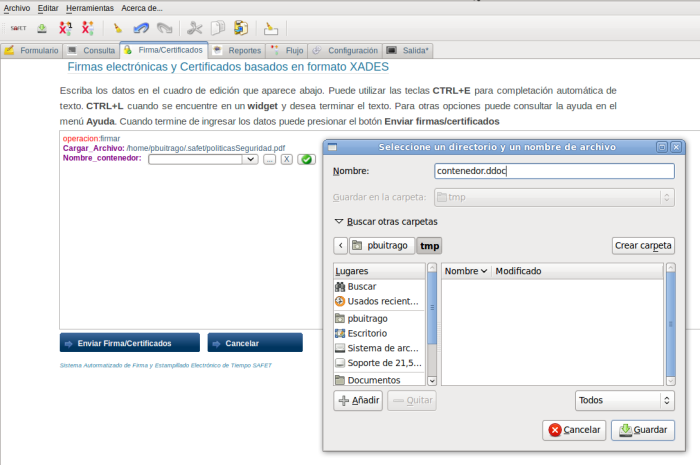 Archivo Editar Herramientas Acerca de...
SAFET
Formulario Consulta Firma/Certificados Reportes Flujo Configuración Salida*
Firmas electrónicas y Certificados basados en formato XADES
Escriba los datos en el cuadro de edición que aparece abajo. Puede utilizar las teclas CTRL+E para completación automática de
texto. CTRL+L cuando se encuentre en un widget y desea terminar el texto. Para otras opciones puede consultar la ayuda en el
menú Ayuda. Cuando termine de ingresar los datos puede presionar el botón Enviar firmas/certificados
operacion:firmar
Cargar_Archivo: /home/pbuitrago/.safet/politicasSeguridad.pdf
Nombre_contenedor: ... X
Enviar Firma/Certificados Cancelar
Sistema Automatizado de Firma y Estampillado Electrónico de Tiempo SAFET
Seleccione un directorio y un nombre de archivo
Nombre: contenedor.ddoc
Guardar en la carpeta: tmp
Buscar otras carpetas
pbuitrago tmp Crear carpeta
Lugares
Buscar
Usados recient...
pbuitrago
Escritorio
Sistema de arc...
Soporte de 21,5...
Documentos
Nombre Modificado
Añadir Quitar Todos
Cancelar Guardar